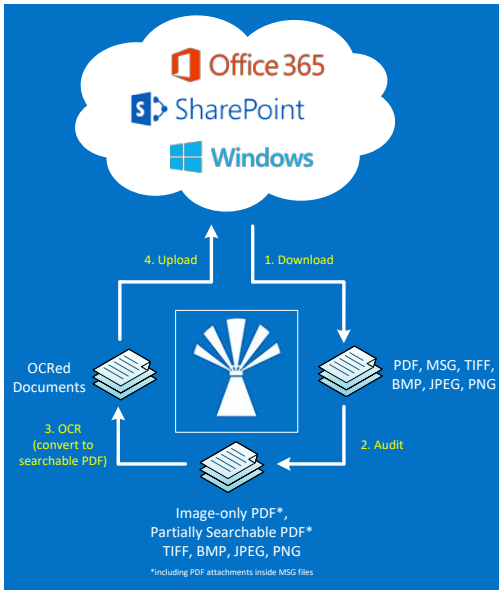 Office 365
S SharePoint
Windows
4. Upload
1. Download
OCRed
Documents
PDF, MSG, TIFF,
BMP, JPEG, PNG
3. OCR
(convert to
searchable PDF)
2. Audit
Image-only PDF*,
Partially Searchable PDF*
TIFF, BMP, JPEG, PNG
*including PDF attachments inside MSG files